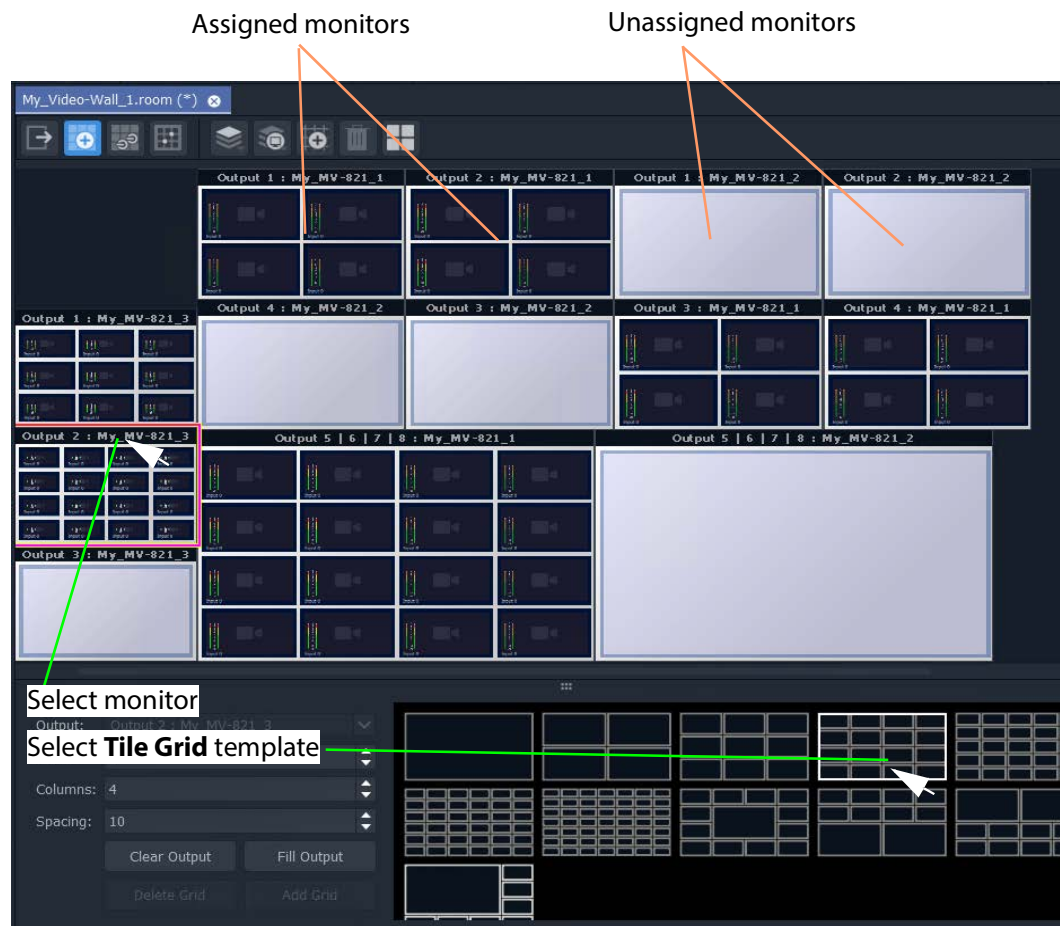 Assigned monitors
Unassigned monitors
My_Video-Wall_1.room (*)
Output 1 : My_MV-821_1
Output 2 : My_MV-821_1
Output 1 : My_MV-821_2
Output 2 : My_MV-821_2
Output 4 : My_MV-821_2
Output 3 : My_MV-821_2
Output 3 : My_MV-821_1
Output 4 : My_MV-821_1
Output 1 : My_MV-821_3
Output 2 : My_MV-821_3
Output 5 | 6 | 7 | 8 : My_MV-821_1
Output 5 | 6 | 7 | 8 : My_MV-821_2
Output 3 : My_MV-821_3
Select monitor
Output: Output 2 : My_MV-821_3
Select Tile Grid template
Columns: 4
Spacing: 10
Clear Output
Fill Output
Delete Grid
Add Grid